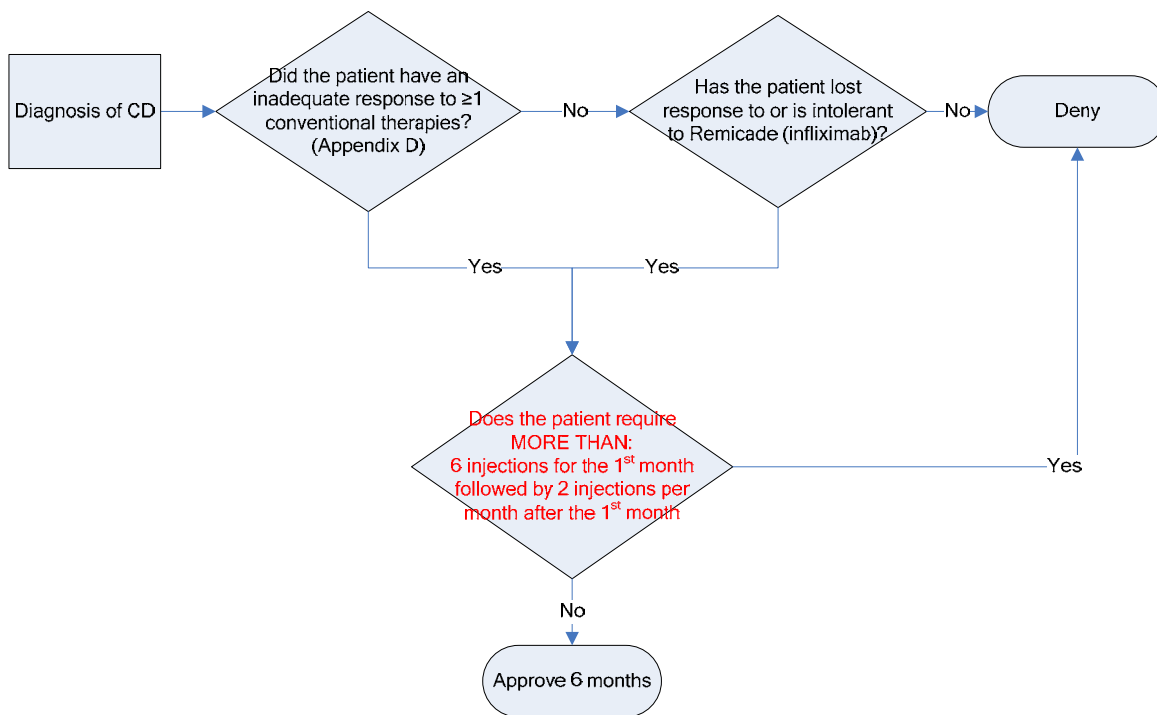 Diagnosis of CD
Did the patient have an
inadequate response to ≥1
conventional therapies?
(Appendix D)
No
Has the patient lost
response to or is intolerant
to Remicade (infliximab)?
No
Deny
Yes
Yes
Does the patient require
MORE THAN:
6 injections for the 1st month
followed by 2 injections per
month after the 1st month
Yes
No
Approve 6 months